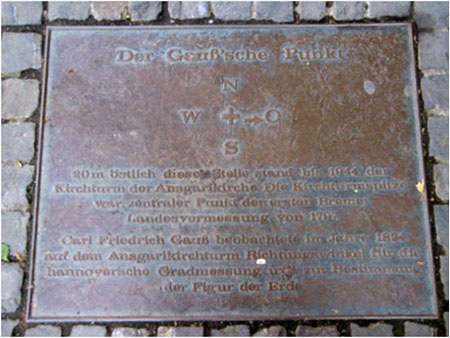 Der Gauß'sche Punkt
N
W + → O
S
20m östlich dieser Stelle stand bis 1944 der
Kirchturm der Ansgariikirche. Die Kirchturmspitze
war zentraler Punkt der ersten Bremer
Landesvermessung von 1797.
Carl Friedrich Gauß beobachtete im Jahre 1824
auf dem Ansgariikirchturm Richtungswinkel für die
hannoversche Gradmessung und zur Bestimmung
der Figur der Erde